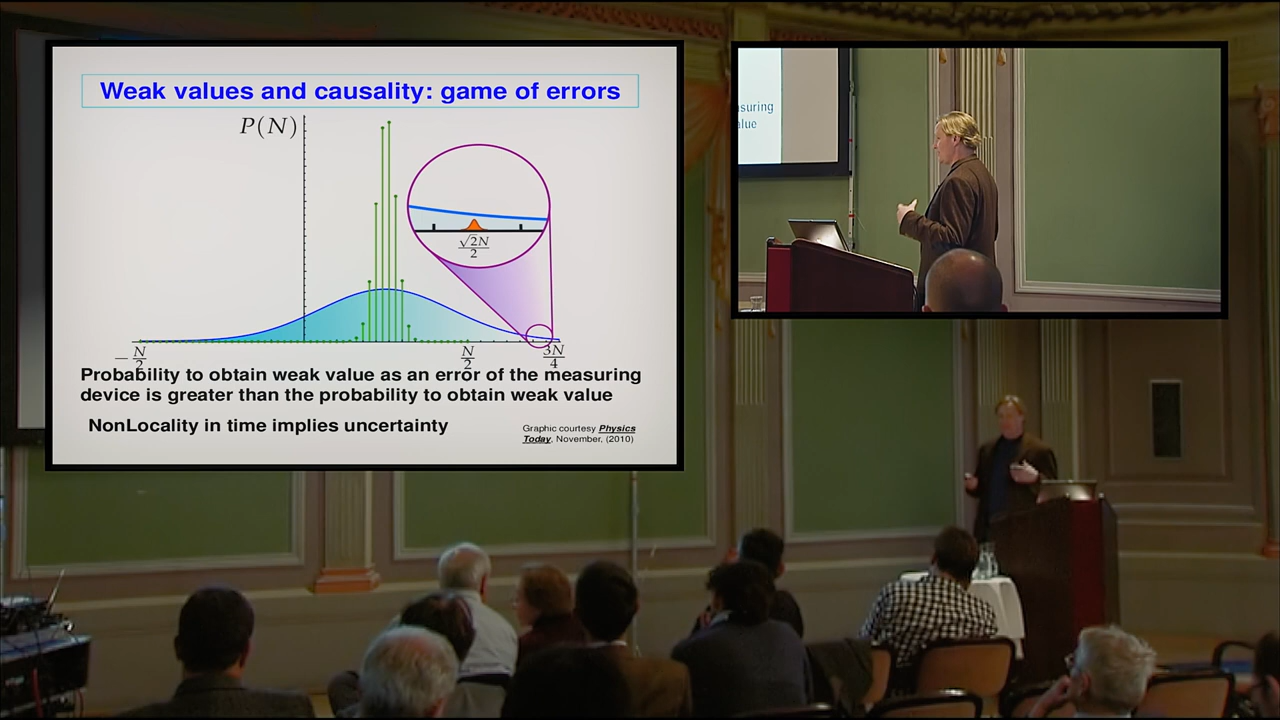 Weak values and causality: game of errors
P(N)
√2N
2
− N
2
N
2
3N
4
Probability to obtain weak value as an error of the measuring
device is greater than the probability to obtain weak value
NonLocality in time implies uncertainty
Graphic courtesy Physics
Today, November, (2010)
suring
alue